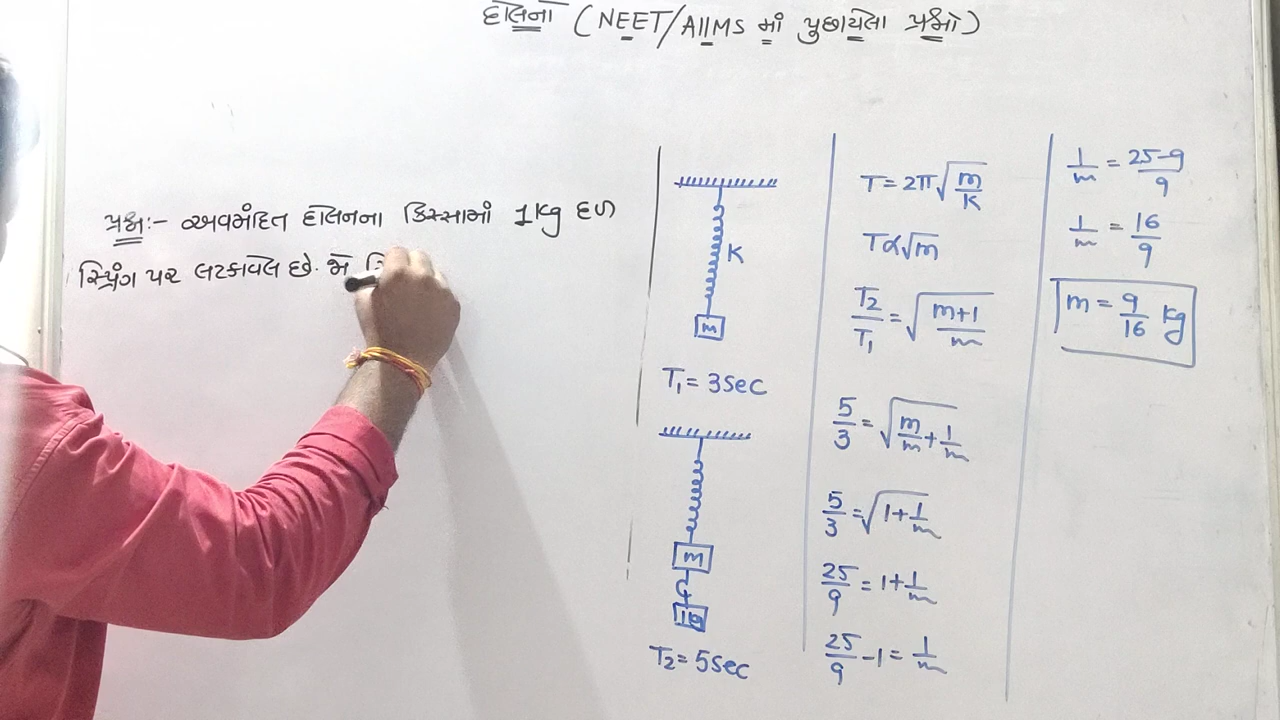 દોલનો (NEET/AIIMS માં પુછાયેલા પ્રશ્નો)
પ્રશ્ન:- અવમંદિત દોલનના કિસ્સામાં 1Kg દળ
સ્પ્રિંગ પર લટકાવેલ છે. જો
K
m
T₁ = 3sec
m
T₂ = 5sec
T = 2π√(m/K)
T∝√m
T₂/T₁ = √((m+1)/m)
5/3 = √(m/m + 1/m)
5/3 = √(1 + 1/m)
25/9 = 1 + 1/m
25/9 - 1 = 1/m
1/m = (25-9)/9
1/m = 16/9
m = 9/16 kg